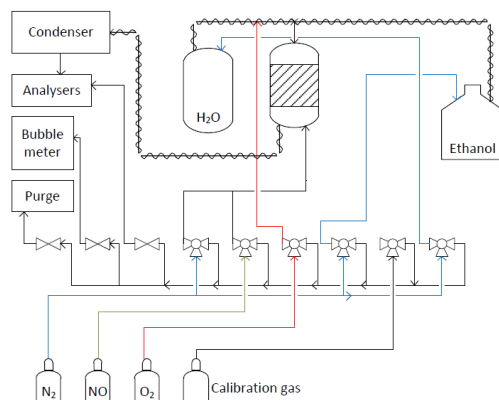 Condenser
Analysers
H₂O
Bubble
meter
Ethanol
Purge
N₂
NO
O₂
Calibration gas